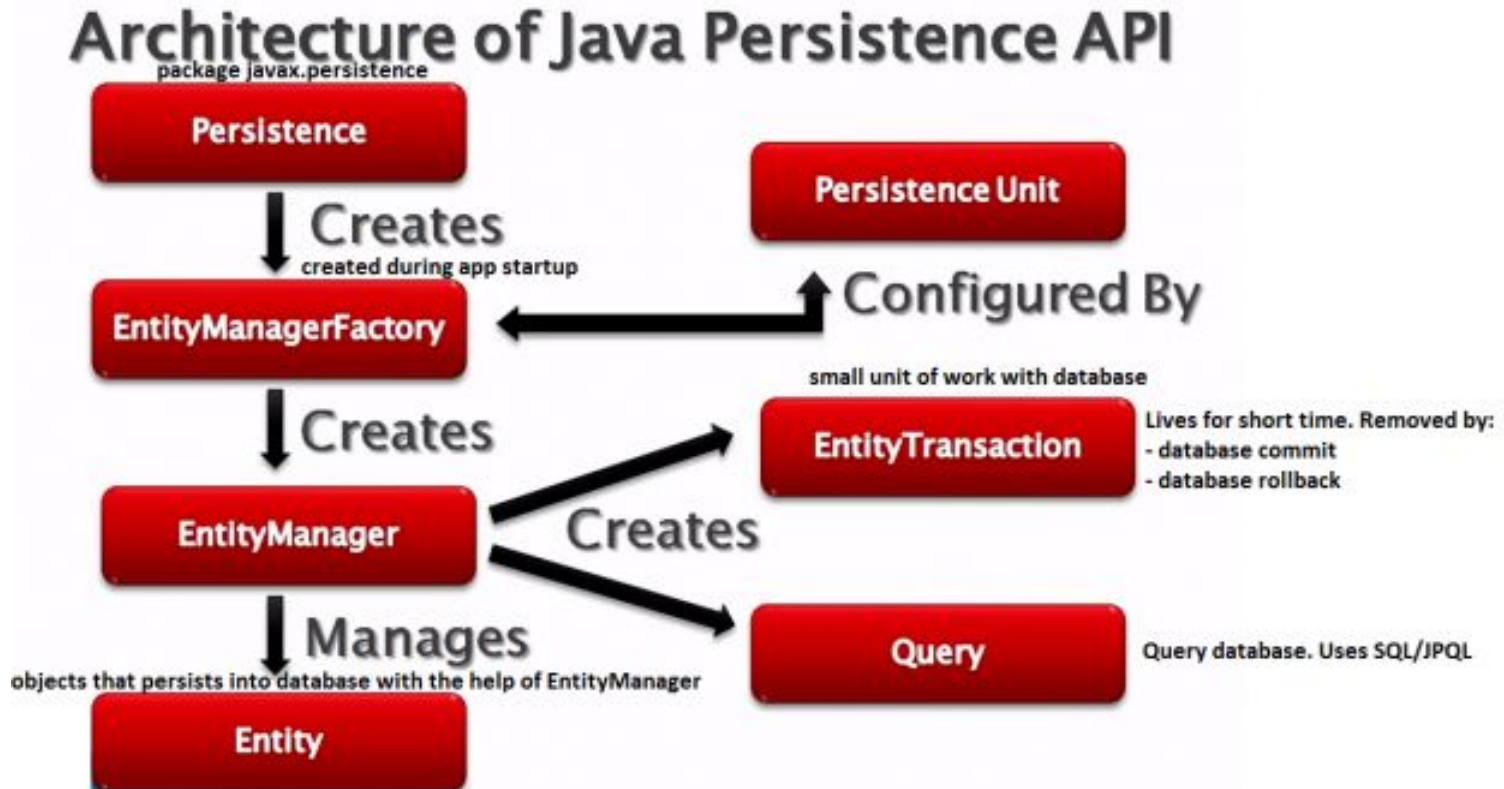 Architecture of Java Persistence API
package javax.persistence
Persistence
Persistence Unit
Creates
created during app startup
EntityManagerFactory
Configured By
small unit of work with database
Creates
EntityTransaction
Lives for short time. Removed by:
- database commit
- database rollback
EntityManager
Creates
Manages
Query
Query database. Uses SQL/JPQL
objects that persists into database with the help of EntityManager
Entity